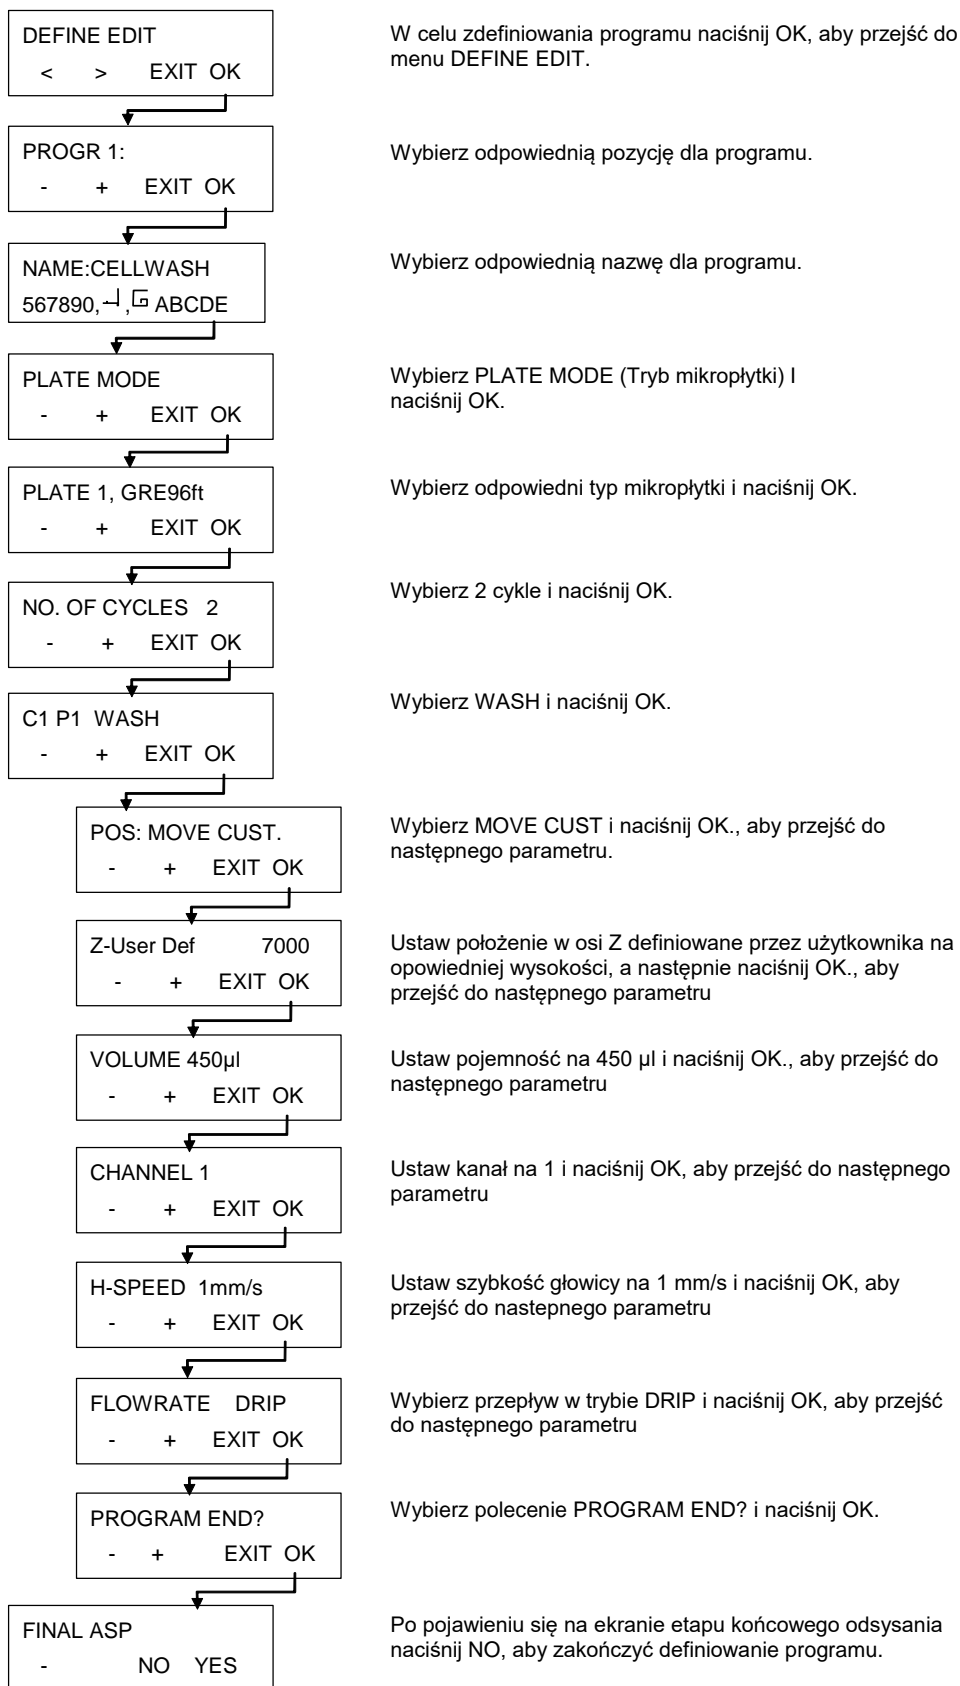 DEFINE EDIT
< > EXIT OK
W celu zdefiniowania programu naciśnij OK, aby przejść do
menu DEFINE EDIT.
PROGR 1:
- + EXIT OK
Wybierz odpowiednią pozycję dla programu.
NAME:CELLWASH
567890, , ABCDE
Wybierz odpowiednią nazwę dla programu.
PLATE MODE
- + EXIT OK
Wybierz PLATE MODE (Tryb mikropłytki) I
naciśnij OK.
PLATE 1, GRE96ft
- + EXIT OK
Wybierz odpowiedni typ mikropłytki i naciśnij OK.
NO. OF CYCLES 2
- + EXIT OK
Wybierz 2 cykle i naciśnij OK.
C1 P1 WASH
- + EXIT OK
Wybierz WASH i naciśnij OK.
POS: MOVE CUST.
- + EXIT OK
Wybierz MOVE CUST i naciśnij OK., aby przejść do
następnego parametru.
Z-User Def 7000
- + EXIT OK
Ustaw położenie w osi Z definiowane przez użytkownika na
opowiedniej wysokości, a następnie naciśnij OK., aby
przejść do następnego parametru
VOLUME 450µl
- + EXIT OK
Ustaw pojemność na 450 µl i naciśnij OK., aby przejść do
następnego parametru
CHANNEL 1
- + EXIT OK
Ustaw kanał na 1 i naciśnij OK, aby przejść do następnego
parametru
H-SPEED 1mm/s
- + EXIT OK
Ustaw szybkość głowicy na 1 mm/s i naciśnij OK, aby
przejść do nastepnego parametru
FLOWRATE DRIP
- + EXIT OK
Wybierz przepływ w trybie DRIP i naciśnij OK, aby przejść
do następnego parametru
PROGRAM END?
- + EXIT OK
Wybierz polecenie PROGRAM END? i naciśnij OK.
FINAL ASP
- NO YES
Po pojawieniu się na ekranie etapu końcowego odsysania
naciśnij NO, aby zakończyć definiowanie programu.